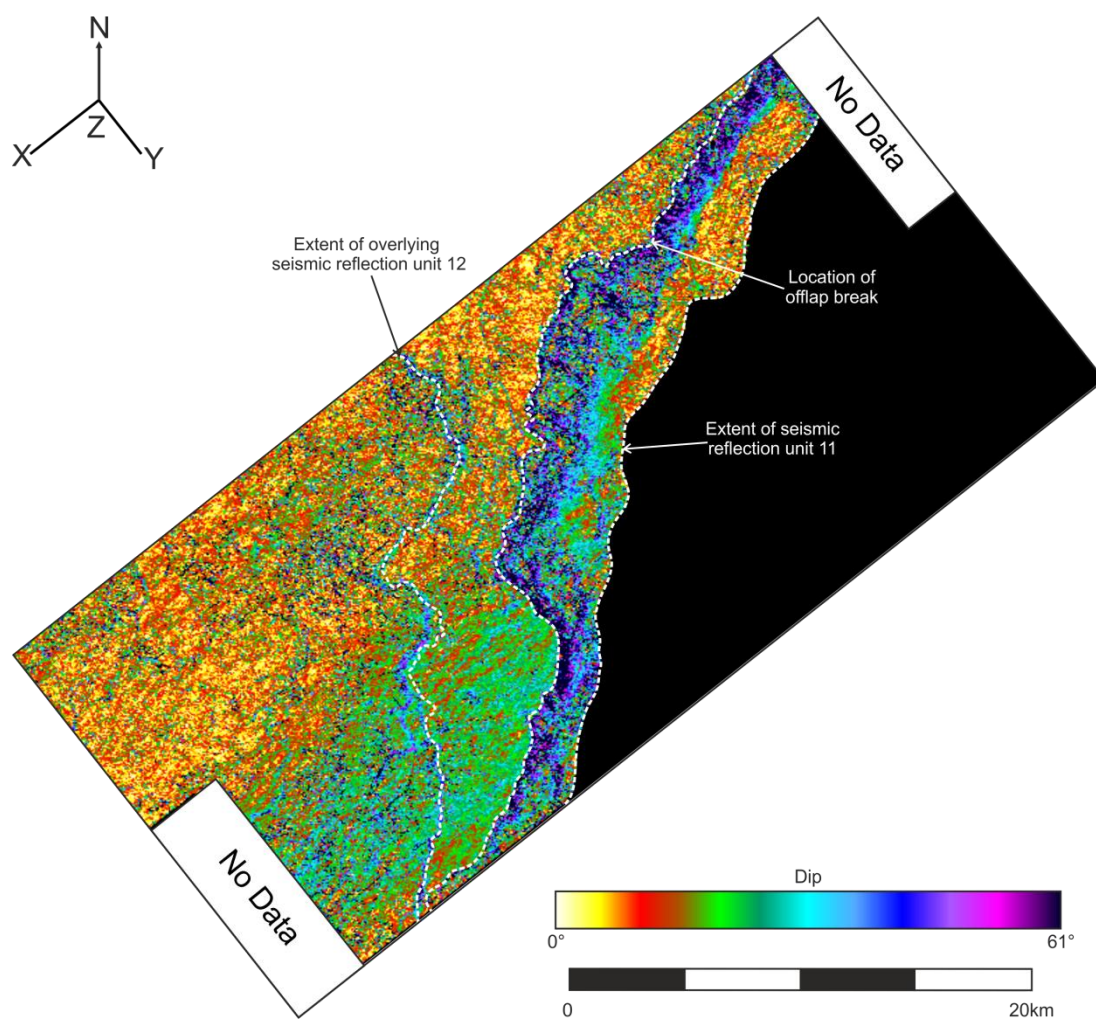 N
Z
X
Y
No Data
Extent of overlying
seismic reflection unit 12
Location of
offlap break
Extent of seismic
reflection unit 11
No Data
Dip
0°
61°
0
20km